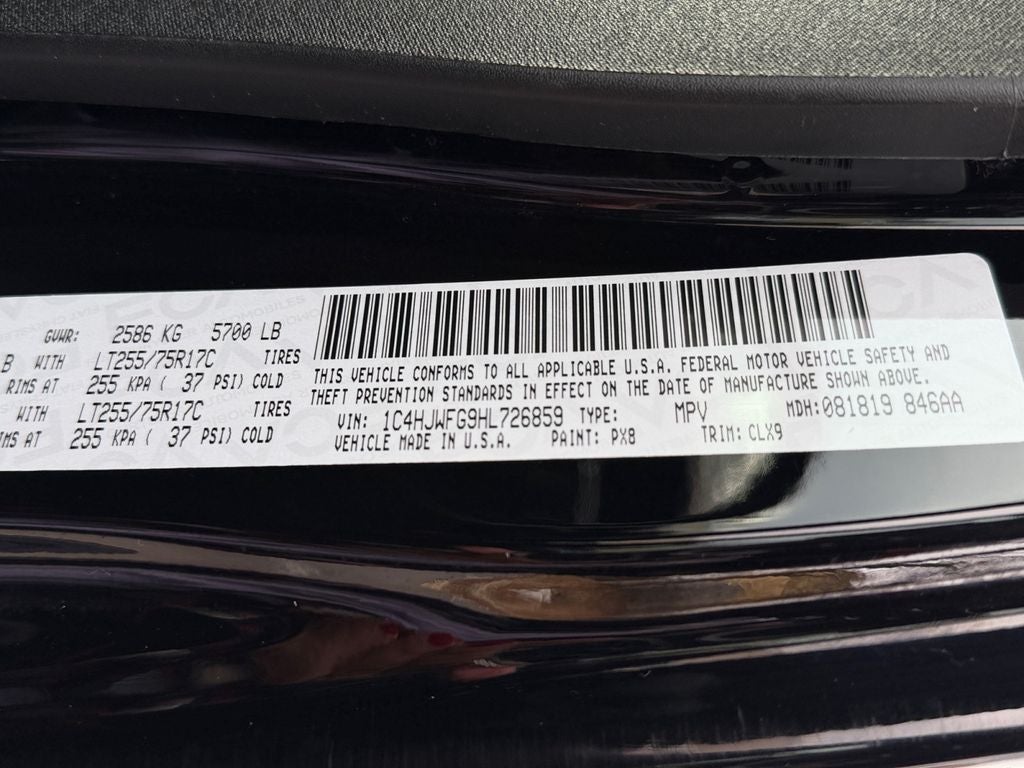 GVWR: 2586 KG 5700 LB
B WITH LT255/75R17C TIRES
RIMS AT 255 KPA ( 37 PSI) COLD
WITH LT255/75R17C TIRES
IMS AT 255 KPA ( 37 PSI) COLD
THIS VEHICLE CONFORMS TO ALL APPLICABLE U.S.A. FEDERAL MOTOR VEHICLE SAFETY AND
THEFT PREVENTION STANDARDS IN EFFECT ON THE DATE OF MANUFACTURE SHOWN ABOVE.
VIN: 1C4HJWFG9HL726859 TYPE: MPV MDH:081819 846AA
VEHICLE MADE IN U.S.A. PAINT: PX8 TRIM: CLX9